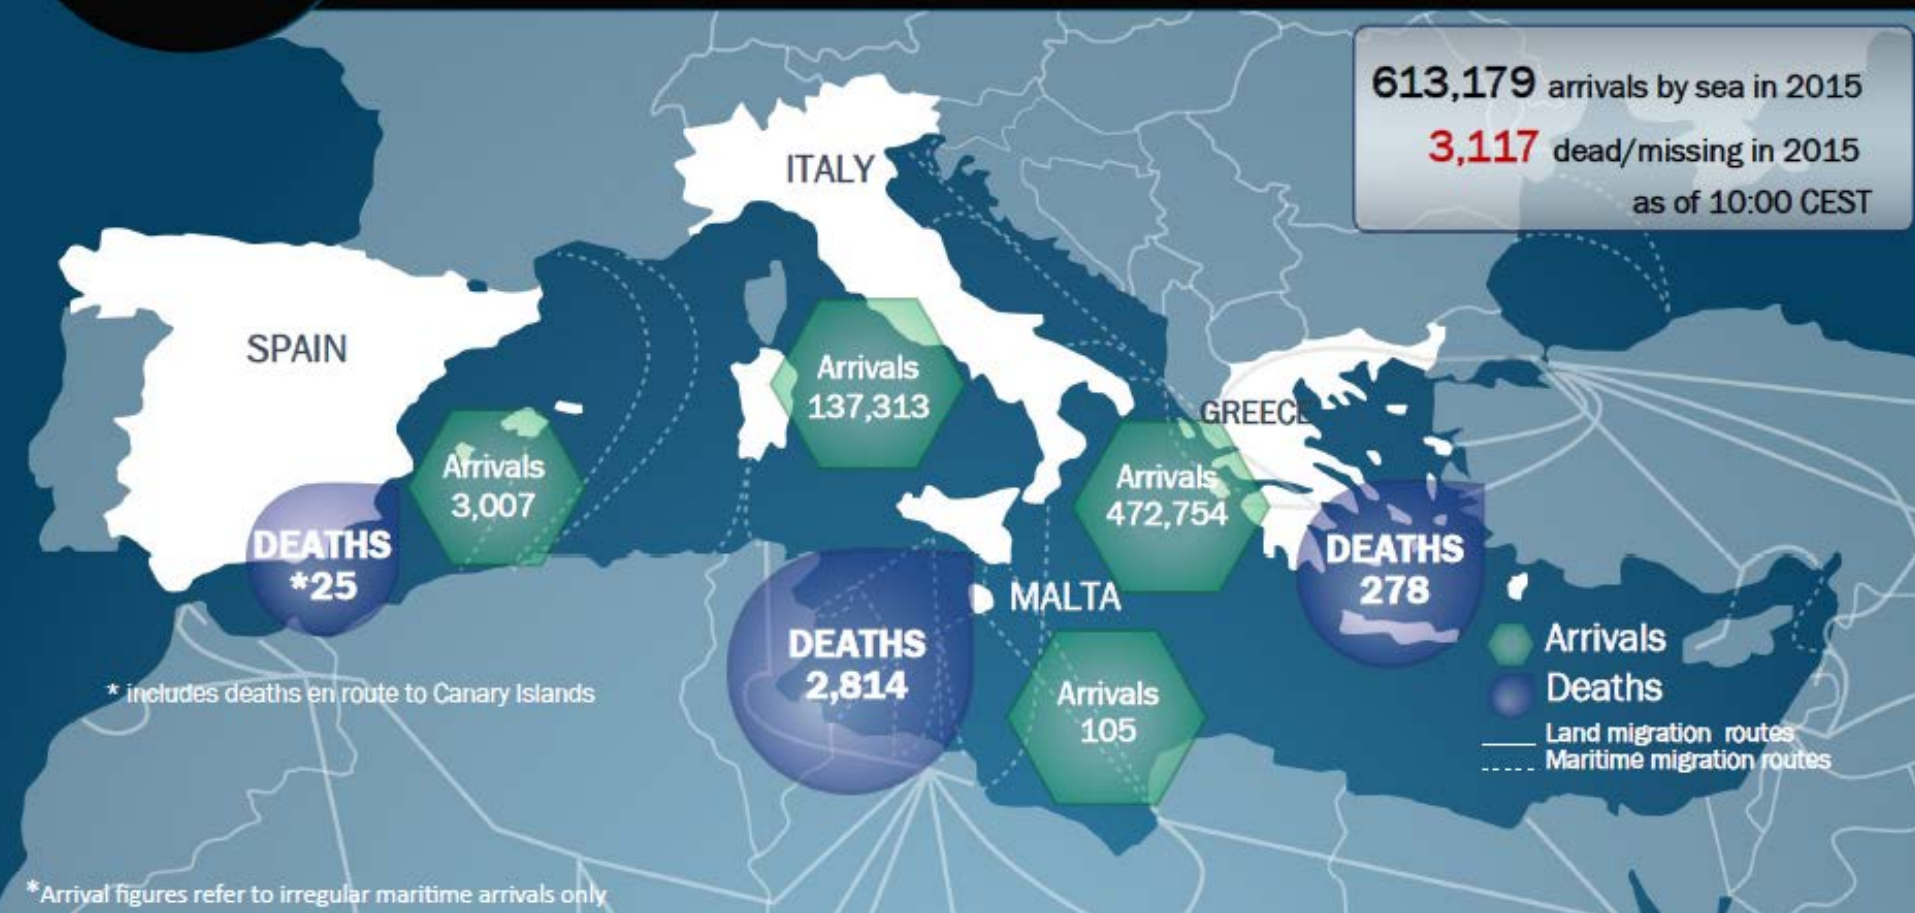 613,179 arrivals by sea in 2015
3,117 dead/missing in 2015
as of 10:00 CEST
ITALY
SPAIN
Arrivals
137,313
GREECE
Arrivals
3,007
Arrivals
472,754
DEATHS
*25
DEATHS
278
MALTA
DEATHS
2,814
Arrivals
105
Arrivals
Deaths
Land migration routes
Maritime migration routes
* includes deaths en route to Canary Islands
*Arrival figures refer to irregular maritime arrivals only